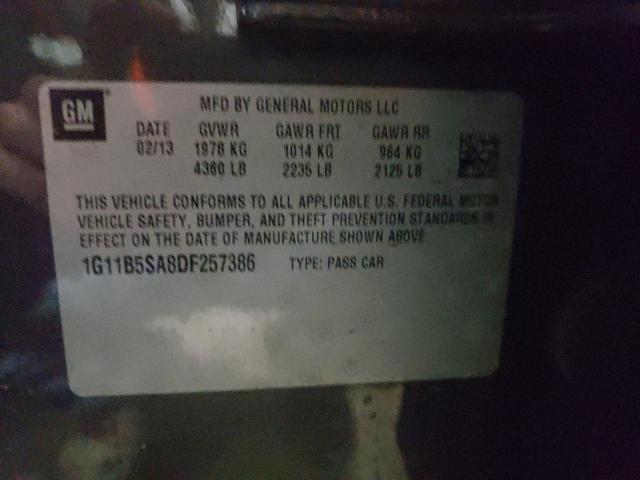 GM
MFD BY GENERAL MOTORS LLC
DATE GVWR GAWR FRT GAWR RR
02/13 1978 KG 1014 KG 964 KG
4360 LB 2235 LB 2125 LB
THIS VEHICLE CONFORMS TO ALL APPLICABLE U.S. FEDERAL MOTOR
VEHICLE SAFETY, BUMPER, AND THEFT PREVENTION STANDARDS IN
EFFECT ON THE DATE OF MANUFACTURE SHOWN ABOVE
1G11B5SA8DF257386 TYPE: PASS CAR